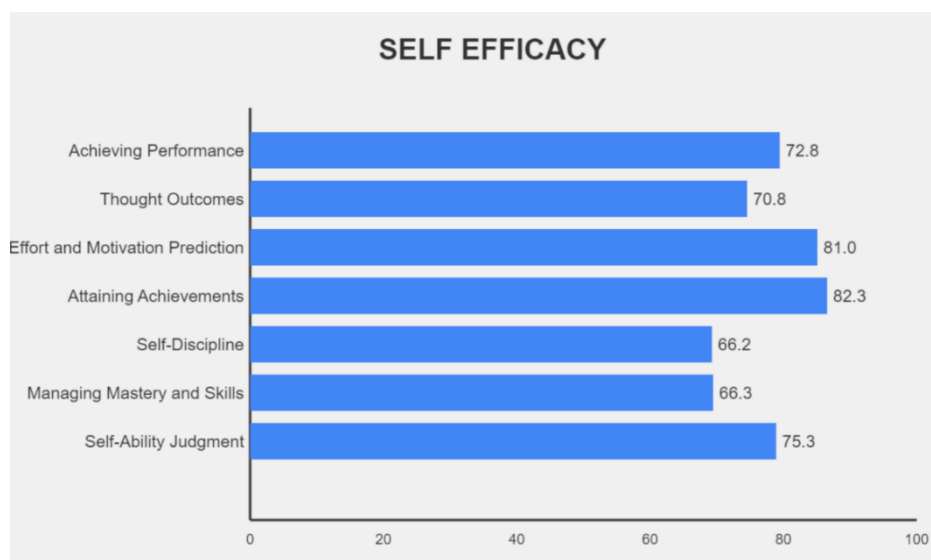 SELF EFFICACY
Achieving Performance 72.8
Thought Outcomes 70.8
Effort and Motivation Prediction 81.0
Attaining Achievements 82.3
Self-Discipline 66.2
Managing Mastery and Skills 66.3
Self-Ability Judgment 75.3
0 20 40 60 80 100